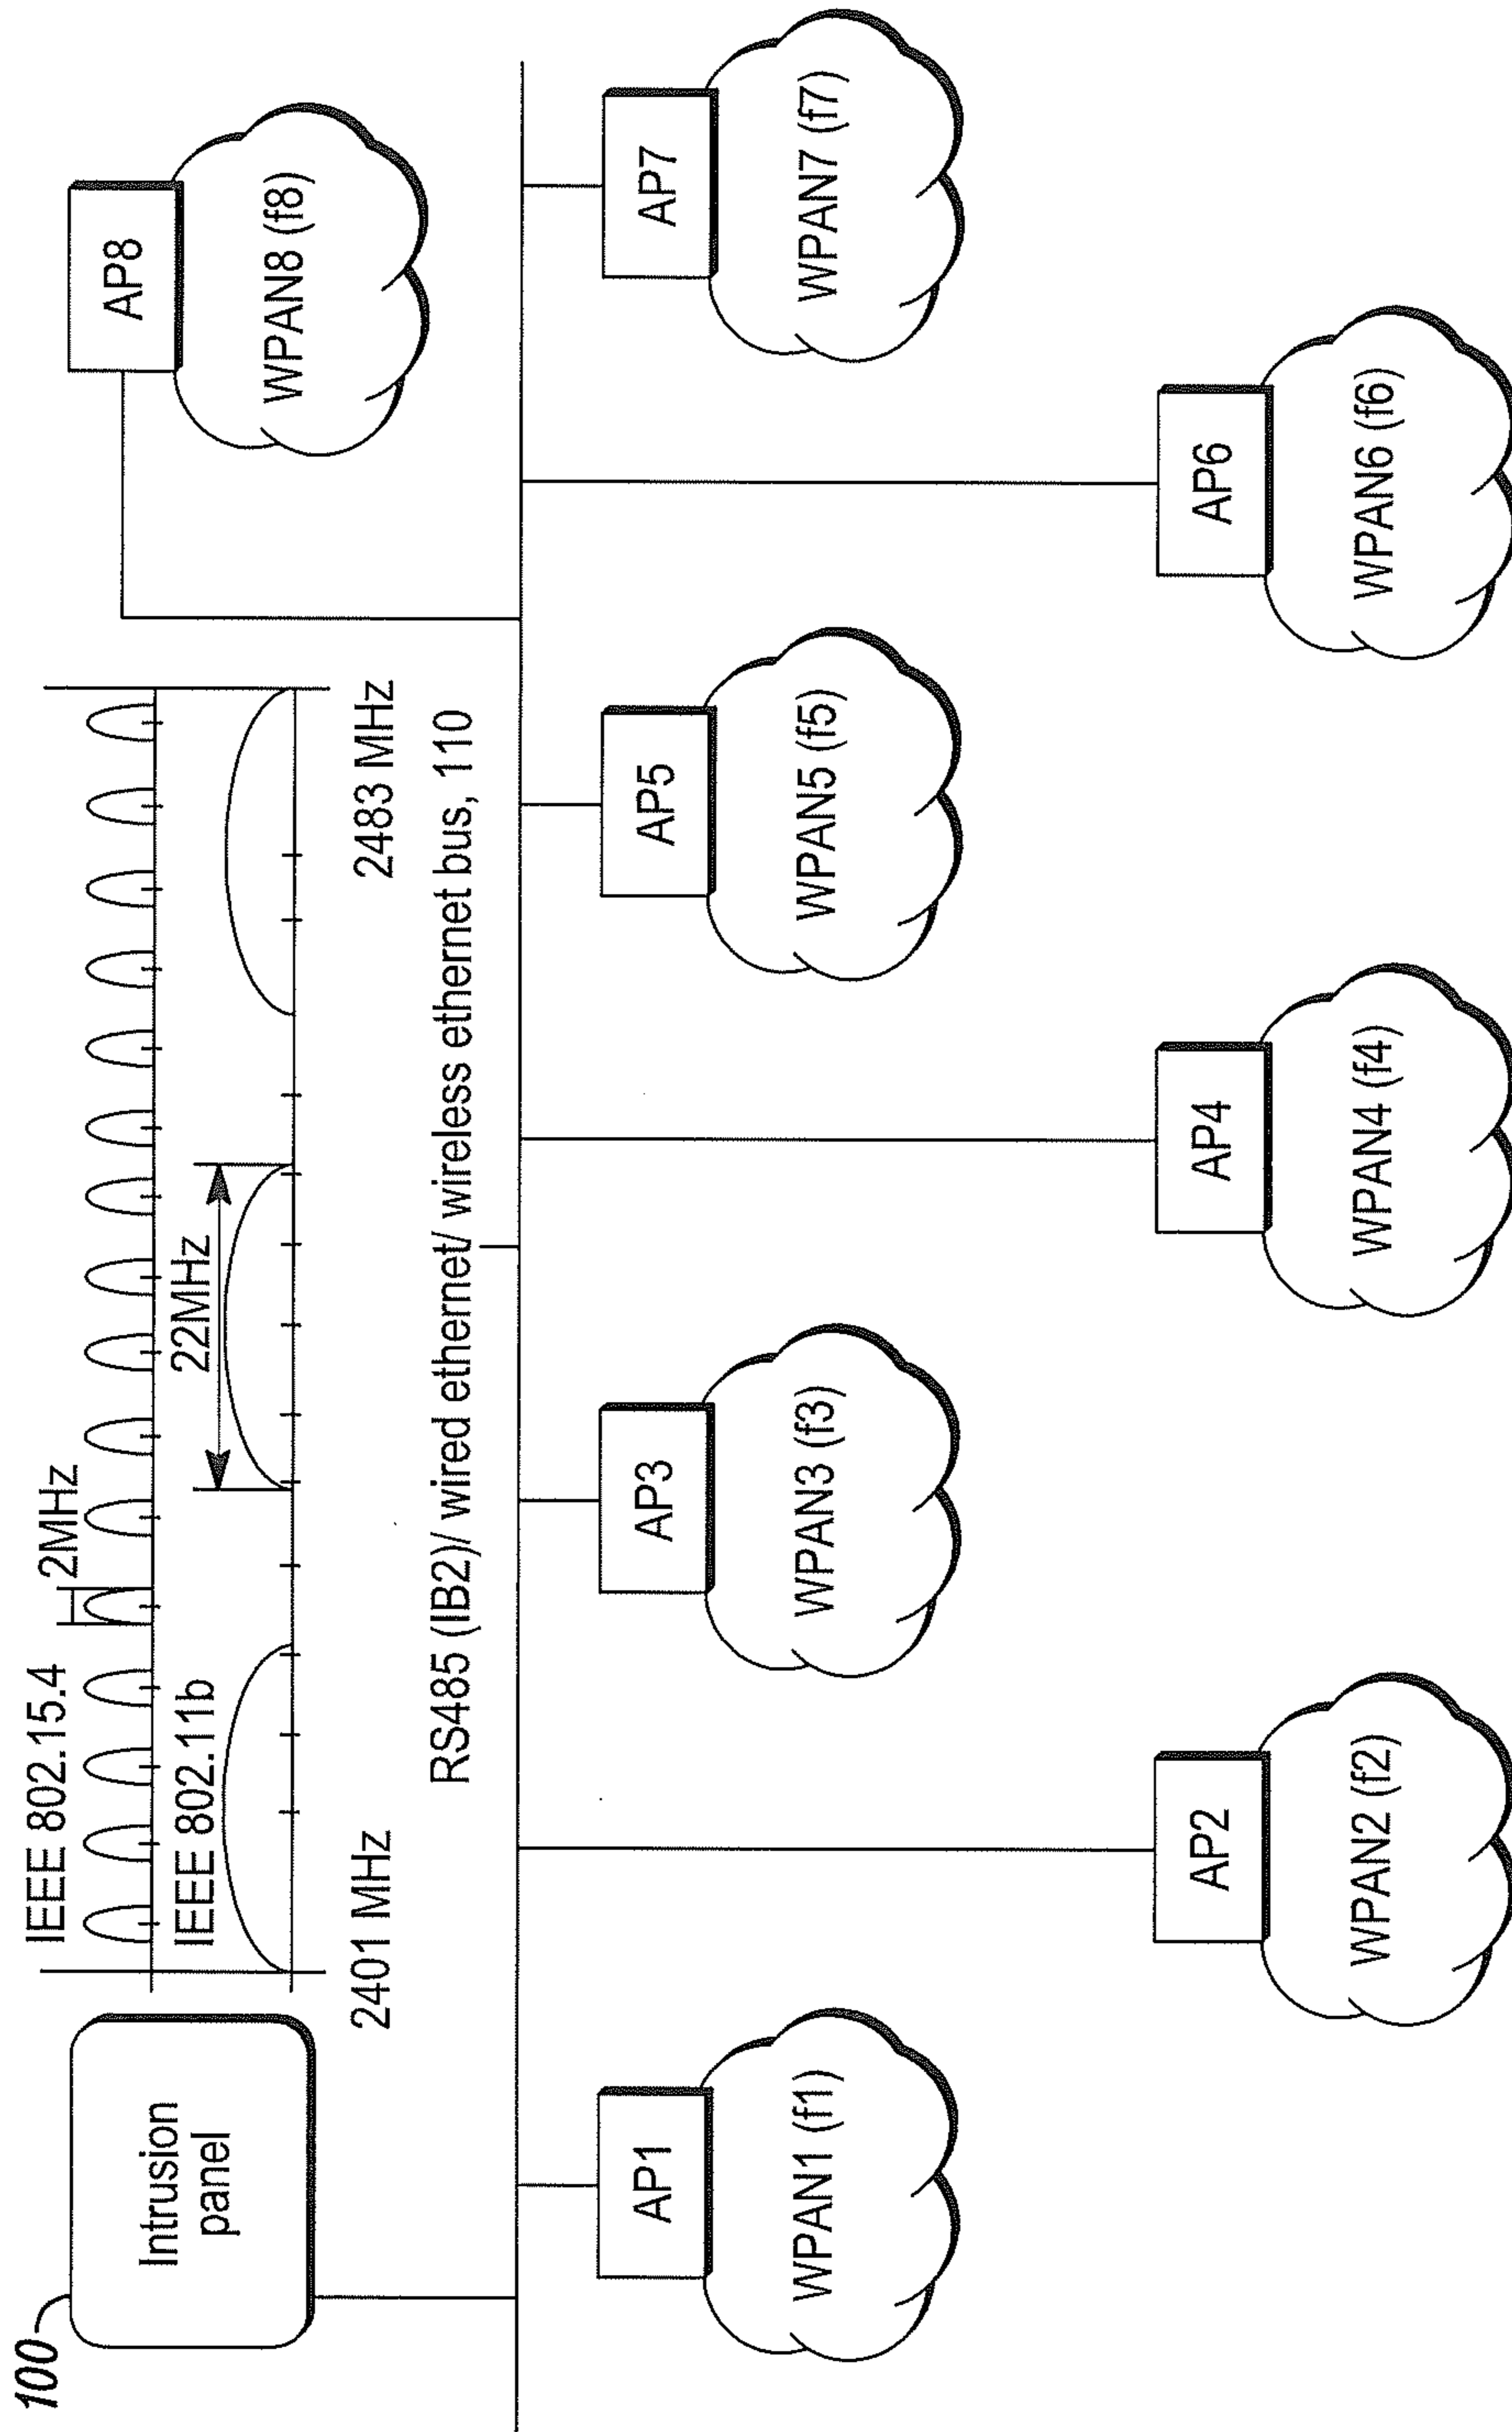 100
Intrusion
panel
IEEE 802.15.4
2MHz
IEEE 802.11b
22MHz
2401 MHz
2483 MHz
RS485 (IB2)/ wired ethernet/ wireless ethernet bus, 110
AP8
WPAN8 (f8)
AP1
WPAN1 (f1)
AP3
WPAN3 (f3)
AP5
WPAN5 (f5)
AP7
WPAN7 (f7)
AP2
WPAN2 (f2)
AP4
WPAN4 (f4)
AP6
WPAN6 (f6)